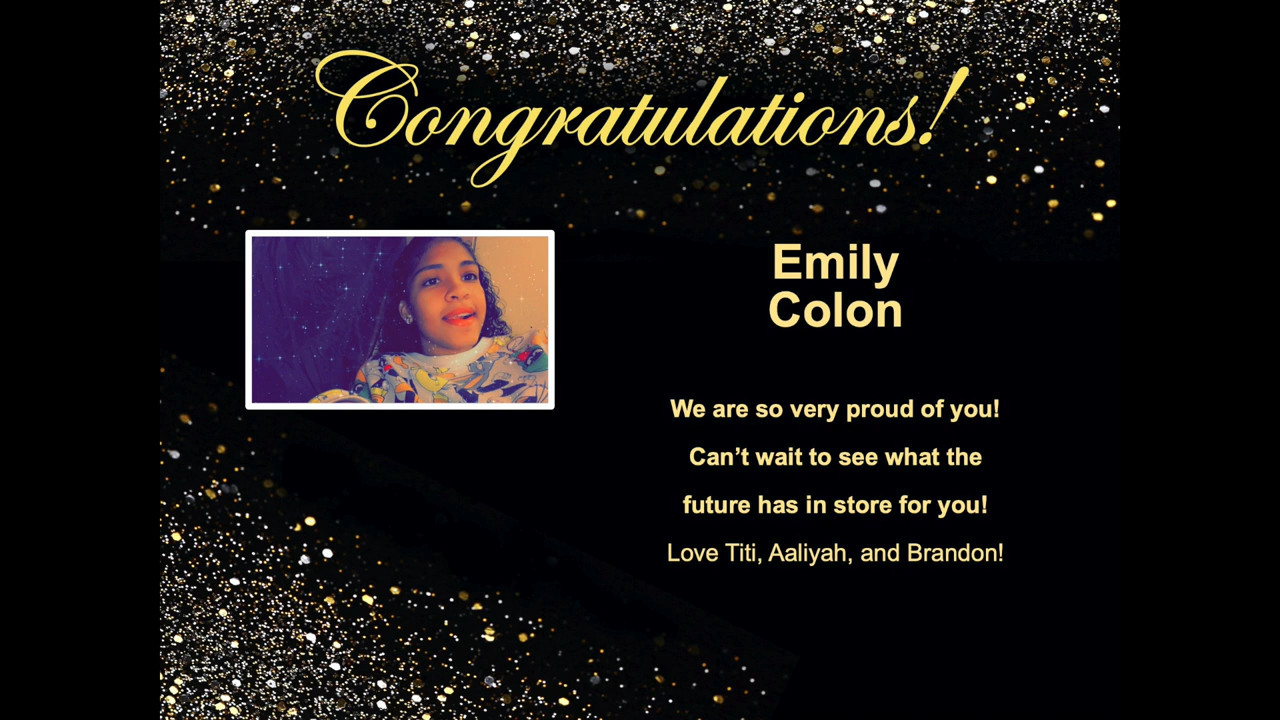 Congratulations!
Emily
Colon
We are so very proud of you!
Can’t wait to see what the
future has in store for you!
Love Titi, Aaliyah, and Brandon!